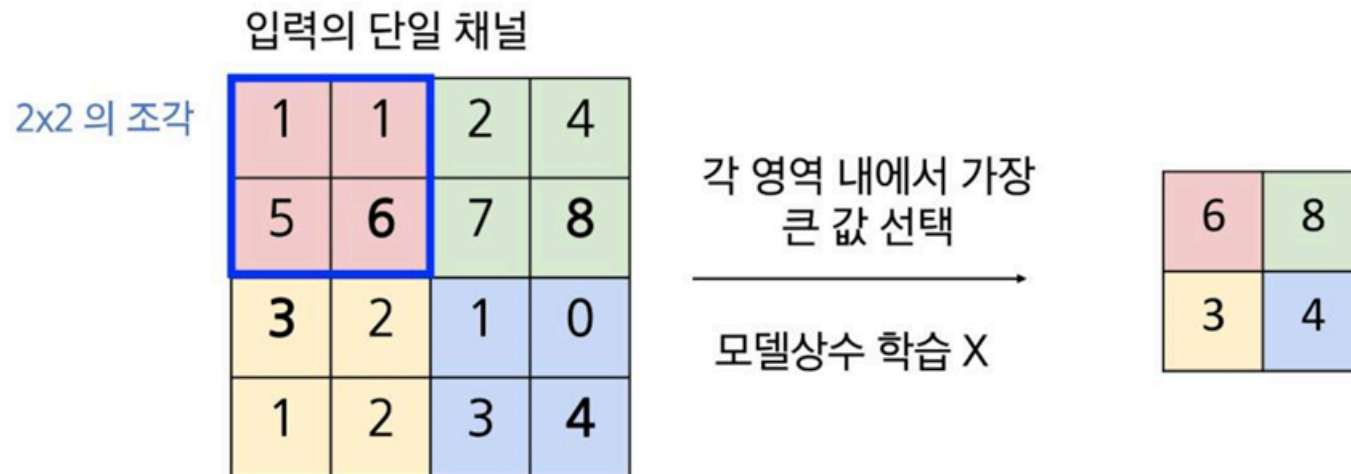 입력의 단일 채널
2x2 의 조각
1 1 2 4
5 6 7 8
3 2 1 0
1 2 3 4
각 영역 내에서 가장
큰 값 선택
모델상수 학습 X
6 8
3 4